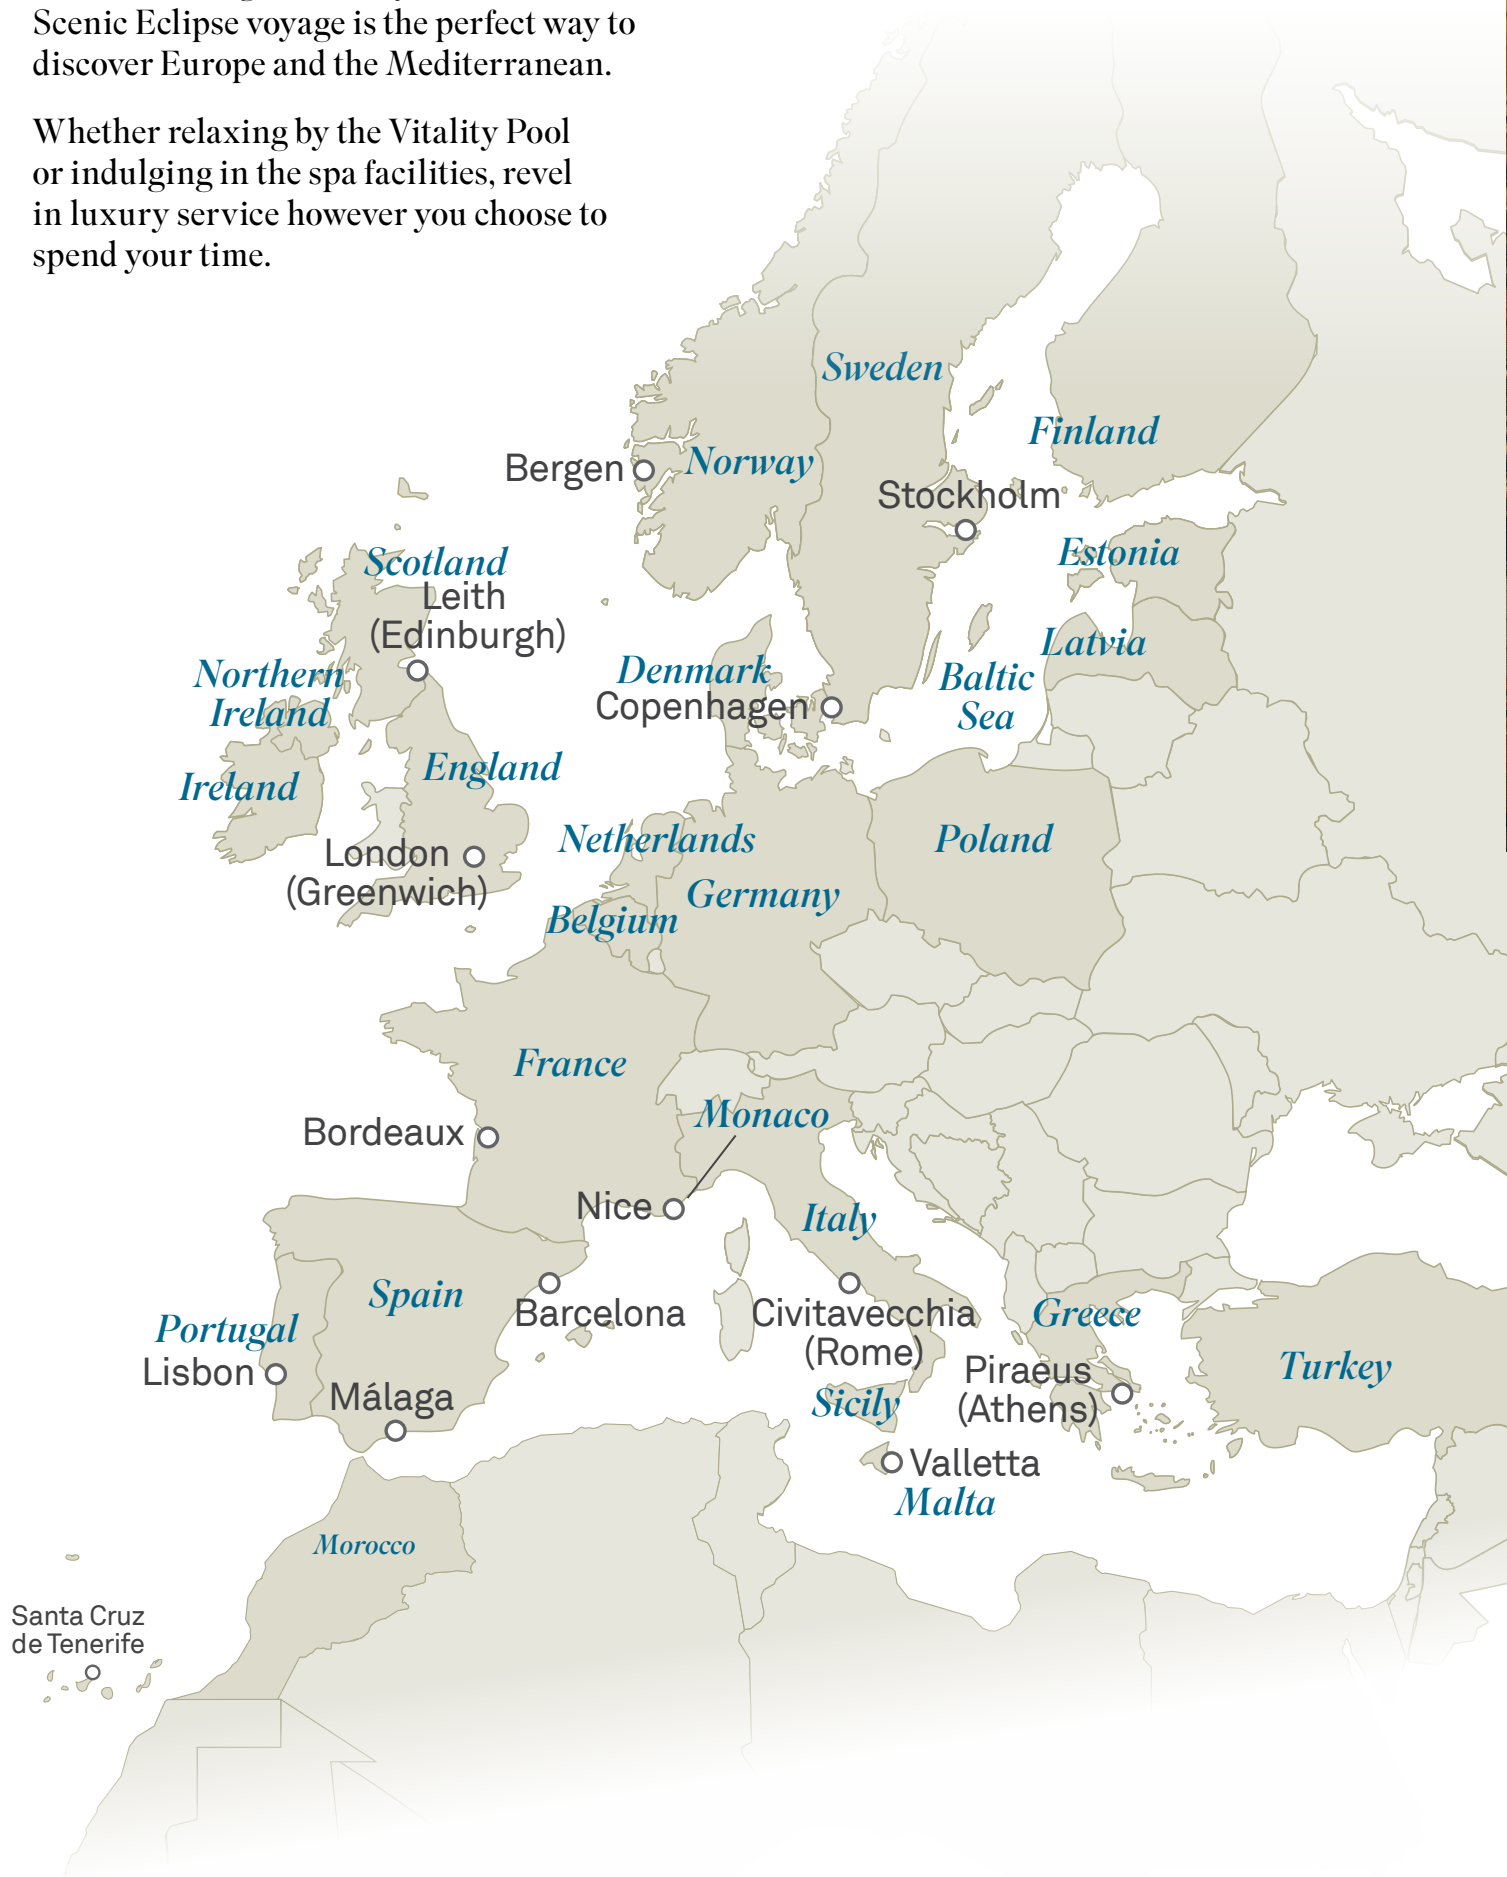 Scenic Eclipse voyage is the perfect way to
discover Europe and the Mediterranean.
Whether relaxing by the Vitality Pool
or indulging in the spa facilities, revel
in luxury service however you choose to
spend your time.
Sweden
Finland
Norway
Bergen
Stockholm
Estonia
Scotland
Leith
(Edinburgh)
Latvia
Northern
Ireland
Denmark
Copenhagen
Baltic
Sea
England
Ireland
Netherlands
Poland
London
(Greenwich)
Germany
Belgium
France
Monaco
Bordeaux
Nice
Italy
Spain
Barcelona
Civitavecchia
(Rome)
Greece
Portugal
Lisbon
Málaga
Piraeus
(Athens)
Turkey
Sicily
Valletta
Malta
Morocco
Santa Cruz
de Tenerife